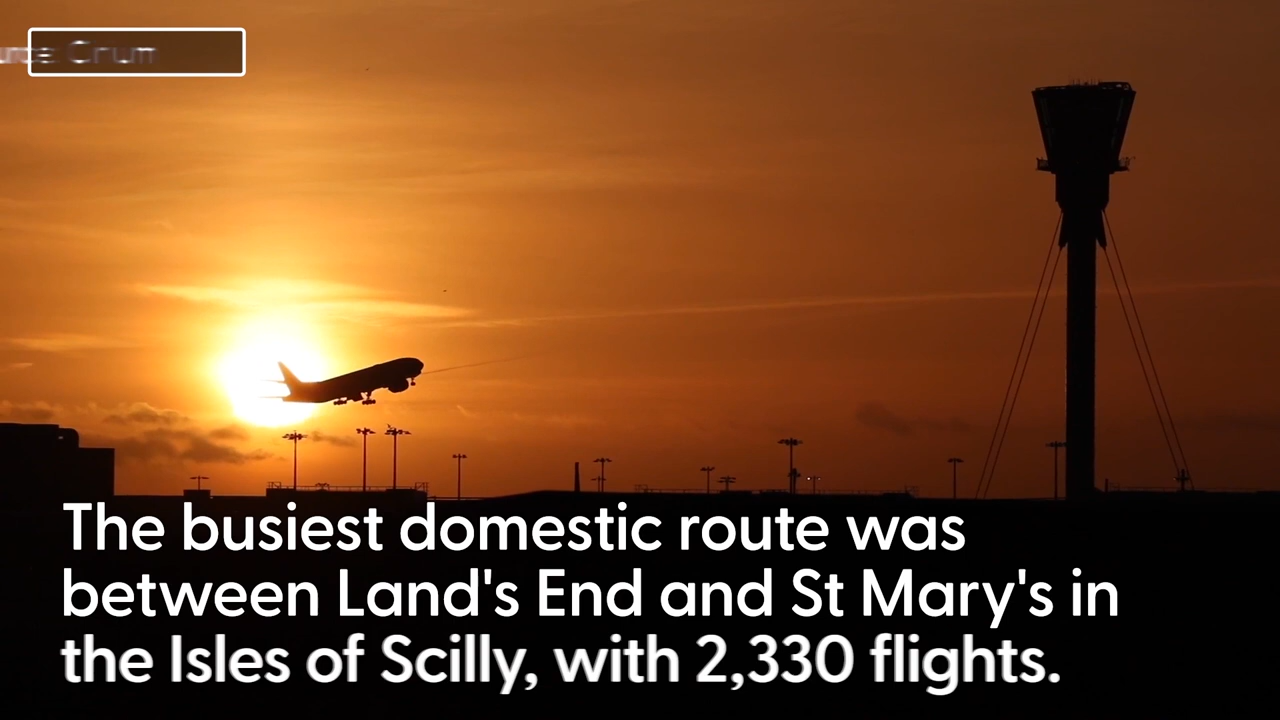 The busiest domestic route was
between Land's End and St Mary's in
the Isles of Scilly, with 2,330 flights.